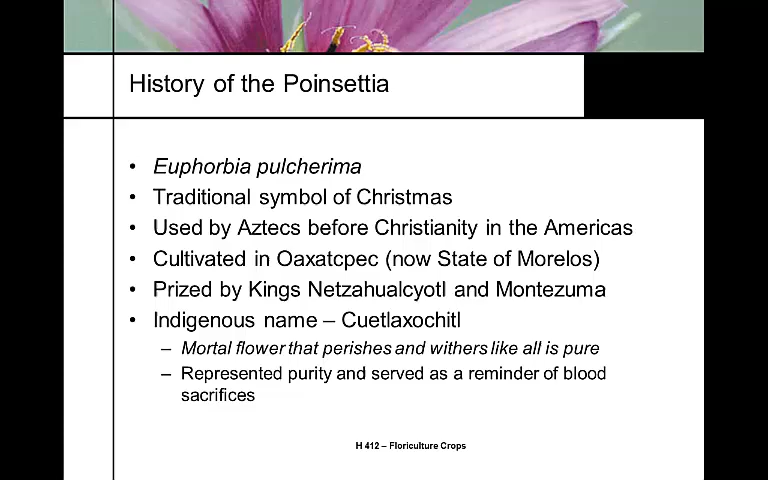 History of the Poinsettia
• Euphorbia pulcherima
• Traditional symbol of Christmas
• Used by Aztecs before Christianity in the Americas
• Cultivated in Oaxatcpec (now State of Morelos)
• Prized by Kings Netzahualcyotl and Montezuma
• Indigenous name – Cuetlaxochitl
– Mortal flower that perishes and withers like all is pure
– Represented purity and served as a reminder of blood
sacrifices
H 412 – Floriculture Crops